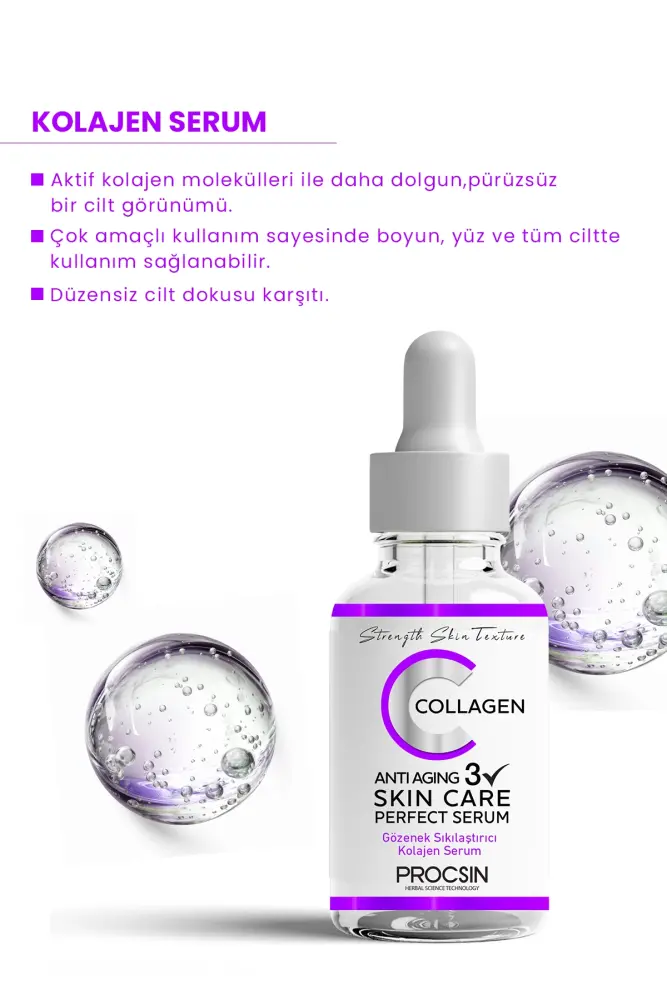 KOLAJEN SERUM
Aktif kolajen molekülleri ile daha dolgun,pürüzsüz
bir cilt görünümü.
Çok amaçlı kullanım sayesinde boyun, yüz ve tüm ciltte
kullanım sağlanabilir.
Düzensiz cilt dokusu karşıtı.
Strength Skin Texture
C COLLAGEN
ANTI AGING 3✓
SKIN CARE
PERFECT SERUM
Gözenek Sıkılaştırıcı
Kolajen Serum
PROCSIN
HERBAL SCIENCE TECHNOLOGY